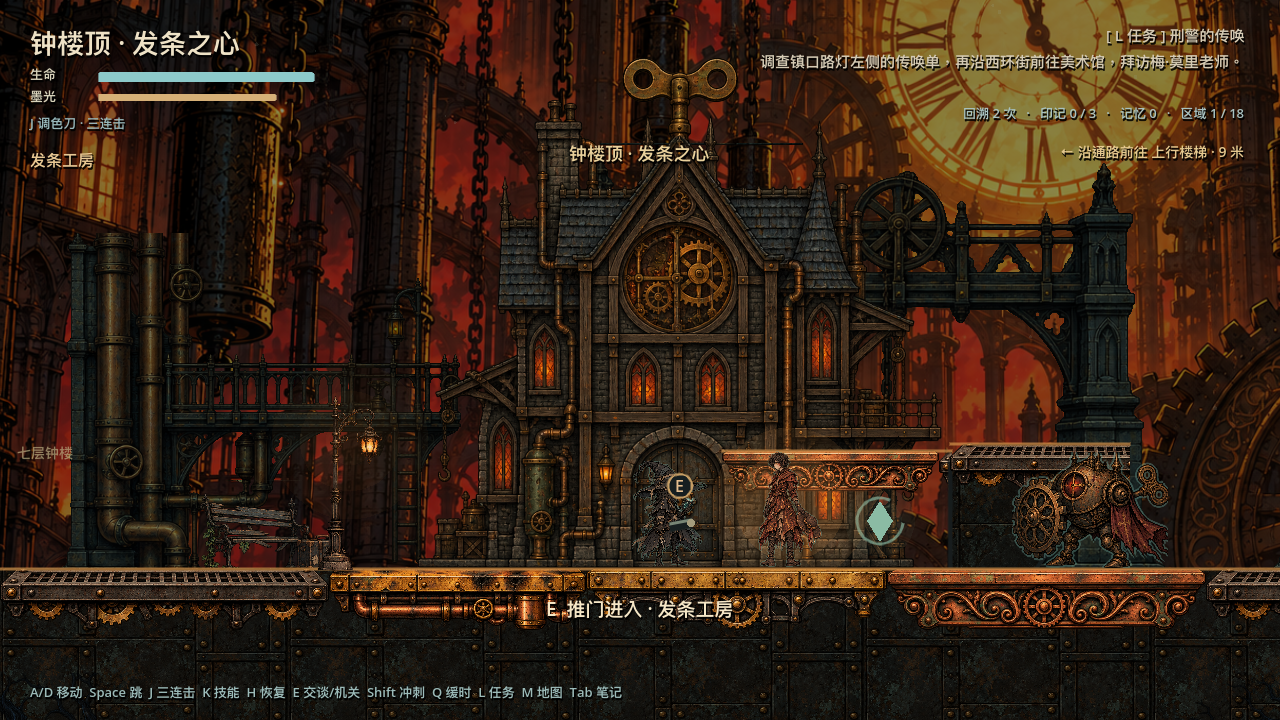 钟楼顶 · 发条之心
生命
墨光
J 调色刀 · 三连击
发条工房
[ L 任务 ] 刑警的传唤
调查镇口路灯左侧的传唤单，再沿西环街前往美术馆，拜访梅·莫里老师。
回溯 2 次 · 印记 0 / 3 · 记忆 0 · 区域 1 / 18
← 沿通路前往 上行楼梯 · 9 米
钟楼顶 · 发条之心
七层钟楼
E
E 推门进入 · 发条工房
A/D 移动 Space 跳 J 三连击 K 技能 H 恢复 E 交谈/机关 Shift 冲刺 Q 缓时 L 任务 M 地图 Tab 笔记